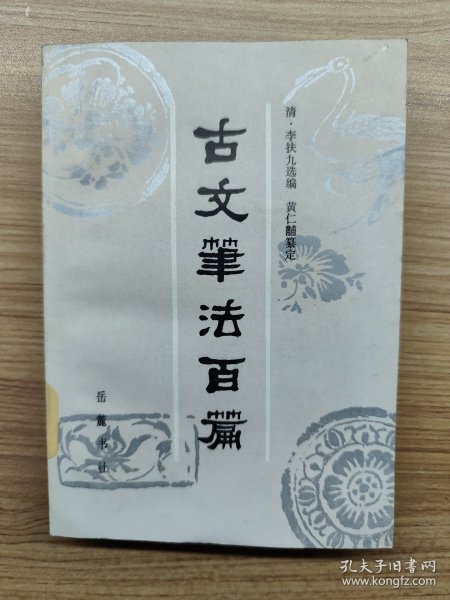 清·李扶九选编 黄仁黼纂定
古文筆法百篇
岳麓书社
孔夫子旧书网
www.kongfz.com